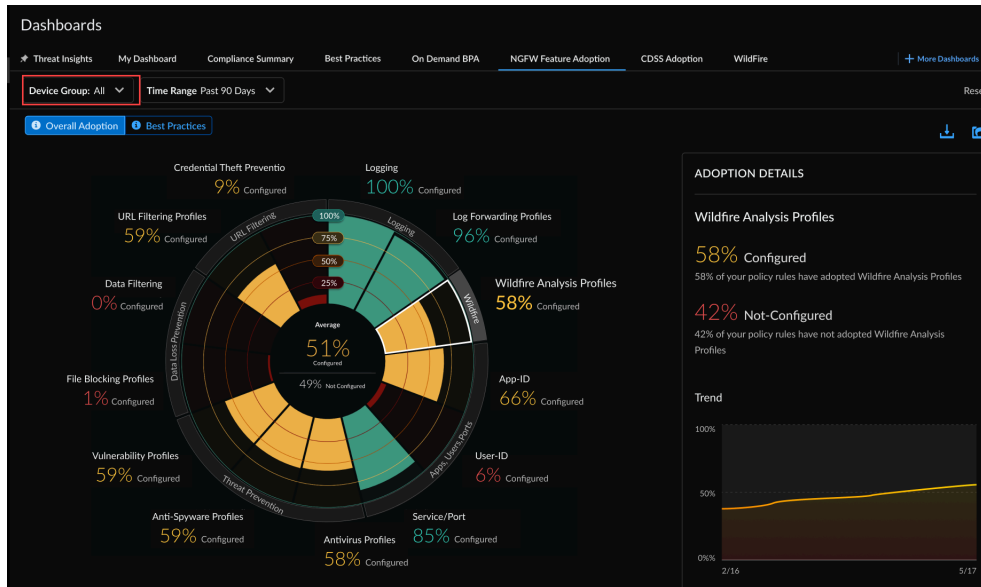 Dashboards
Threat Insights
My Dashboard
Compliance Summary
Best Practices
On Demand BPA
NGFW Feature Adoption
CDSS Adoption
WildFire
+ More Dashboards
Device Group: All
Time Range Past 90 Days
Rese
Overall Adoption
Best Practices
Credential Theft Preventio
9% Configured
Logging
100% Configured
URL Filtering Profiles
59% Configured
Log Forwarding Profiles
96% Configured
Data Filtering
0% Configured
Wildfire Analysis Profiles
58% Configured
File Blocking Profiles
1% Configured
App-ID
66% Configured
Vulnerability Profiles
59% Configured
User-ID
6% Configured
Anti-Spyware Profiles
59% Configured
Antivirus Profiles
58% Configured
Service/Port
85% Configured
URL Filtering
Logging
Wildfire
Apps, Users, Ports
Threat Prevention
Data Loss Prevention
100%
75%
50%
25%
Average
51%
Configured
49% Not Configured
ADOPTION DETAILS
Wildfire Analysis Profiles
58% Configured
58% of your policy rules have adopted Wildfire Analysis Profiles
42% Not-Configured
42% of your policy rules have not adopted Wildfire Analysis
Profiles
Trend
100%
50%
0%%
2/16
5/17